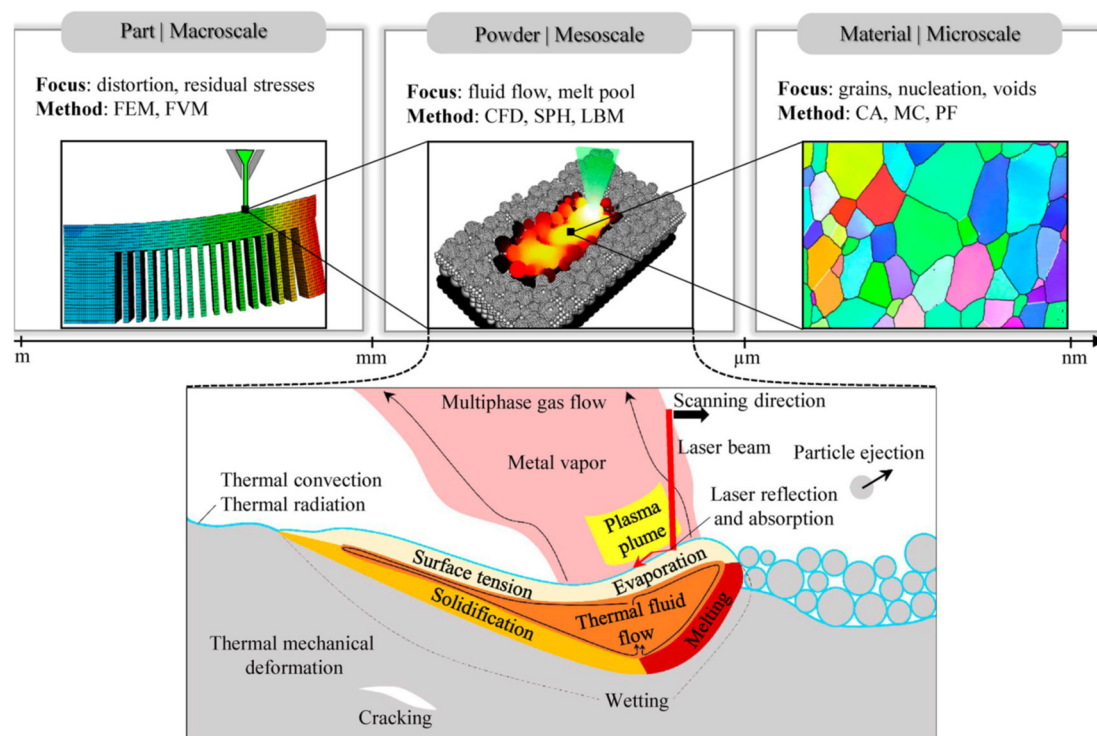 Part | Macroscale
Focus: distortion, residual stresses
Method: FEM, FVM
Powder | Mesoscale
Focus: fluid flow, melt pool
Method: CFD, SPH, LBM
Material | Microscale
Focus: grains, nucleation, voids
Method: CA, MC, PF
m
mm
µm
nm
Multiphase gas flow
Scanning direction
Laser beam
Metal vapor
Particle ejection
Thermal convection
Thermal radiation
Laser reflection
and absorption
Plasma
plume
Surface tension
Evaporation
Solidification
Thermal fluid
flow
Melting
Thermal mechanical
deformation
Wetting
Cracking